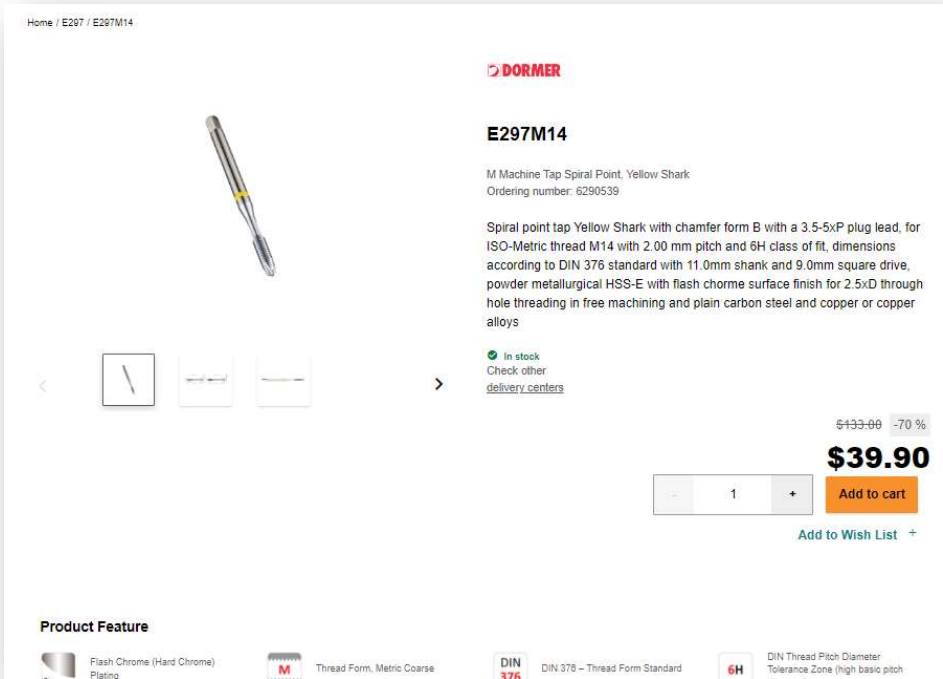 Home / E297 / E297M14
DORMER
E297M14
M Machine Tap Spiral Point, Yellow Shark
Ordering number: 6290539
Spiral point tap Yellow Shark with chamfer form B with a 3.5-5xP plug lead, for
ISO-Metric thread M14 with 2.00 mm pitch and 6H class of fit, dimensions
according to DIN 376 standard with 11.0mm shank and 9.0mm square drive,
powder metallurgical HSS-E with flash chorme surface finish for 2.5xD through
hole threading in free machining and plain carbon steel and copper or copper
alloys
In stock
Check other
delivery centers
$133.00 -70 %
$39.90
- 1 + Add to cart
Add to Wish List +
Product Feature
Flash Chrome (Hard Chrome)
Plating
M
Thread Form, Metric Coarse
DIN
376
DIN 376 – Thread Form Standard
6H
DIN Thread Pitch Diameter
Tolerance Zone (high basic pitch